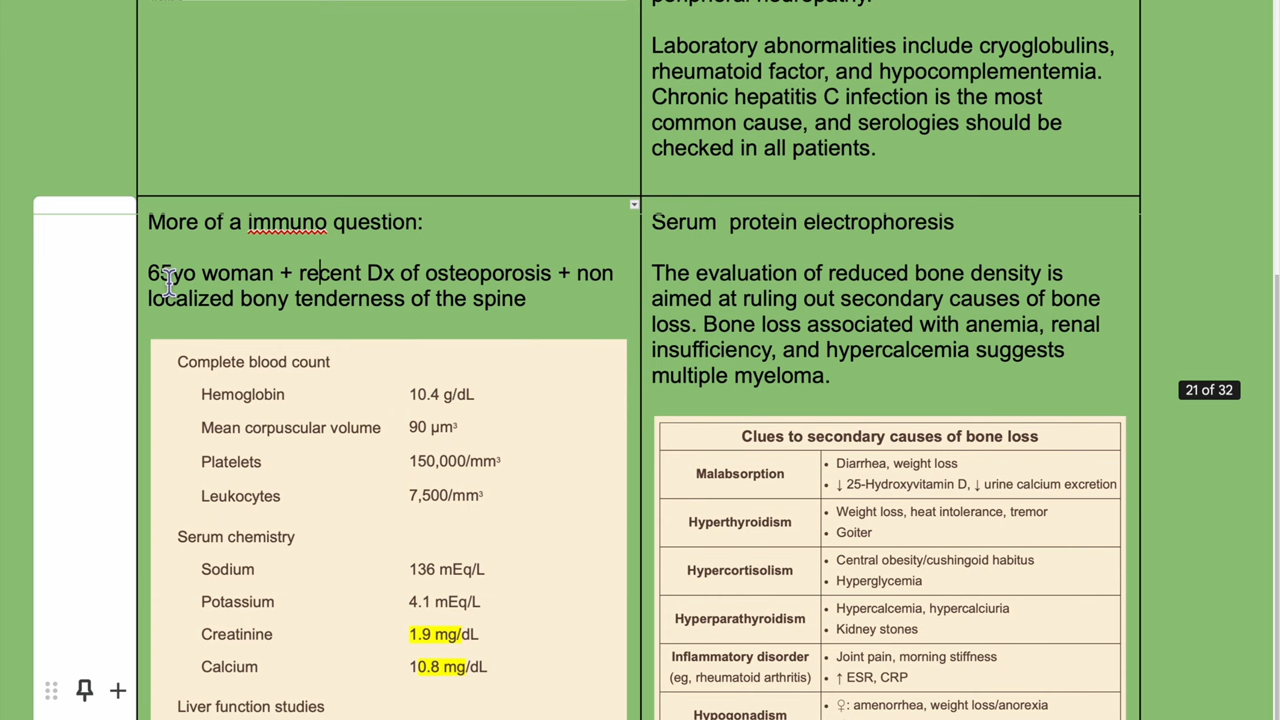 peripheral neuropathy.
Laboratory abnormalities include cryoglobulins,
rheumatoid factor, and hypocomplementemia.
Chronic hepatitis C infection is the most
common cause, and serologies should be
checked in all patients.
More of a immuno question:
65yo woman + recent Dx of osteoporosis + non
localized bony tenderness of the spine
Complete blood count
Hemoglobin 10.4 g/dL
Mean corpuscular volume 90 µm³
Platelets 150,000/mm³
Leukocytes 7,500/mm³
Serum chemistry
Sodium 136 mEq/L
Potassium 4.1 mEq/L
Creatinine 1.9 mg/dL
Calcium 10.8 mg/dL
Liver function studies
Serum  protein electrophoresis
The evaluation of reduced bone density is
aimed at ruling out secondary causes of bone
loss. Bone loss associated with anemia, renal
insufficiency, and hypercalcemia suggests
multiple myeloma.
Clues to secondary causes of bone loss
Malabsorption
• Diarrhea, weight loss
• ↓ 25-Hydroxyvitamin D, ↓ urine calcium excretion
Hyperthyroidism
• Weight loss, heat intolerance, tremor
• Goiter
Hypercortisolism
• Central obesity/cushingoid habitus
• Hyperglycemia
Hyperparathyroidism
• Hypercalcemia, hypercalciuria
• Kidney stones
Inflammatory disorder
(eg, rheumatoid arthritis)
• Joint pain, morning stiffness
• ↑ ESR, CRP
Hypogonadism
• ♀: amenorrhea, weight loss/anorexia
21 of 32